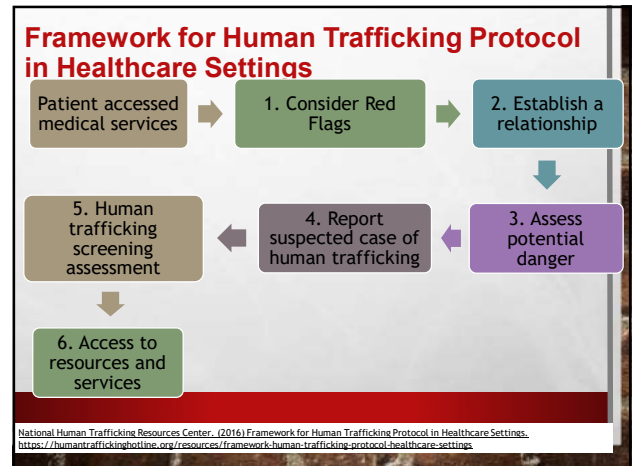 Framework for Human Trafficking Protocol
in Healthcare Settings
Patient accessed
medical services
1. Consider Red
Flags
2. Establish a
relationship
3. Assess
potential
danger
4. Report
suspected case of
human trafficking
5. Human
trafficking
screening
assessment
6. Access to
resources and
services
National Human Trafficking Resources Center. (2016) Framework for Human Trafficking Protocol in Healthcare Settings.
https://humantraffickinghotline.org/resources/framework-human-trafficking-protocol-healthcare-settings